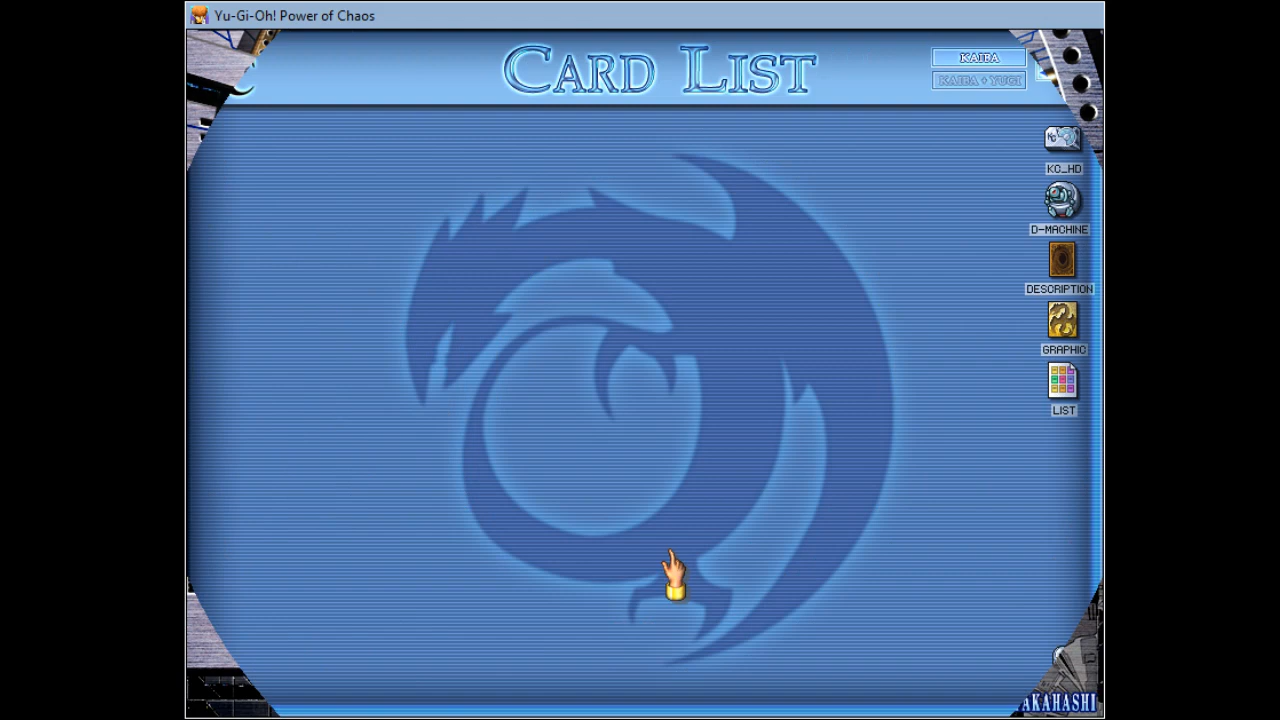 Yu-Gi-Oh! Power of Chaos
CARD LIST
KAIBA
KAIBA + YUGI
KC_HD
D-MACHINE
DESCRIPTION
GRAPHIC
LIST
AKAHASHI